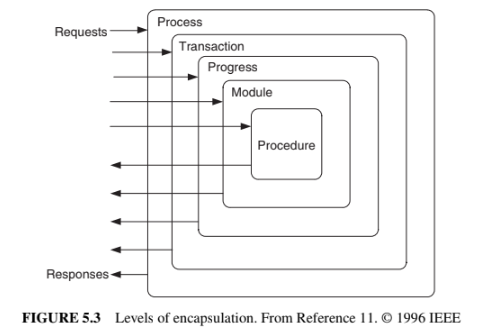 Process
Requests
Transaction
Progress
Module
Procedure
Responses
FIGURE 5.3 Levels of encapsulation. From Reference 11. © 1996 IEEE